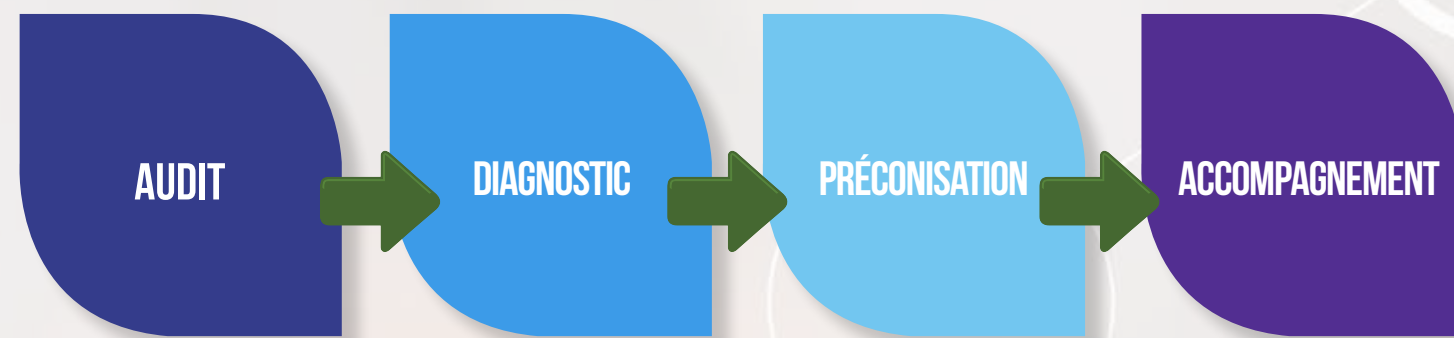 AUDIT
DIAGNOSTIC
PRÉCONISATION
ACCOMPAGNEMENT